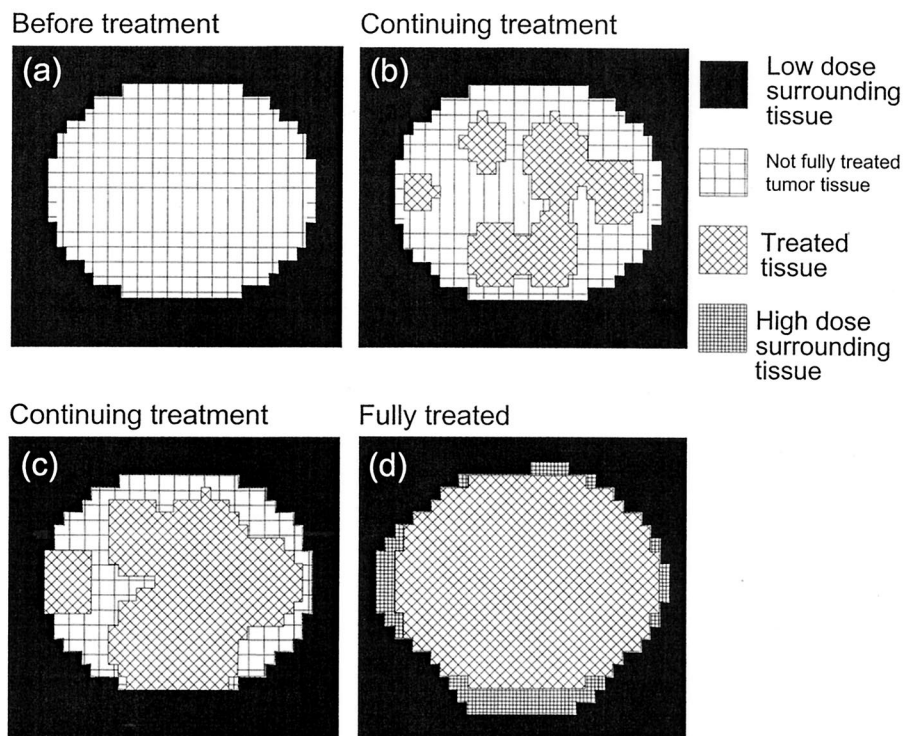 Before treatment
Continuing treatment
(a)
(b)
Low dose
surrounding
tissue
Not fully treated
tumor tissue
Treated
tissue
High dose
surrounding
tissue
Continuing treatment
Fully treated
(c)
(d)